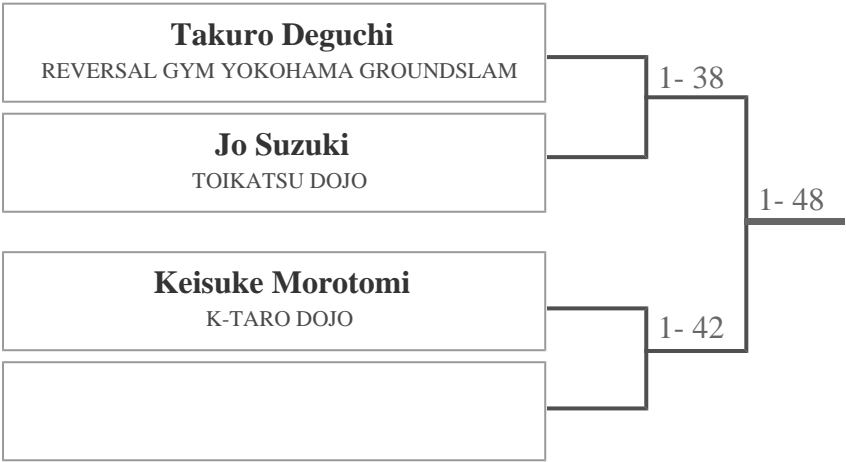 Takuro Deguchi
REVERSAL GYM YOKOHAMA GROUNDSLAM
1- 38
Jo Suzuki
TOIKATSU DOJO
1- 48
Keisuke Morotomi
K-TARO DOJO
1- 42